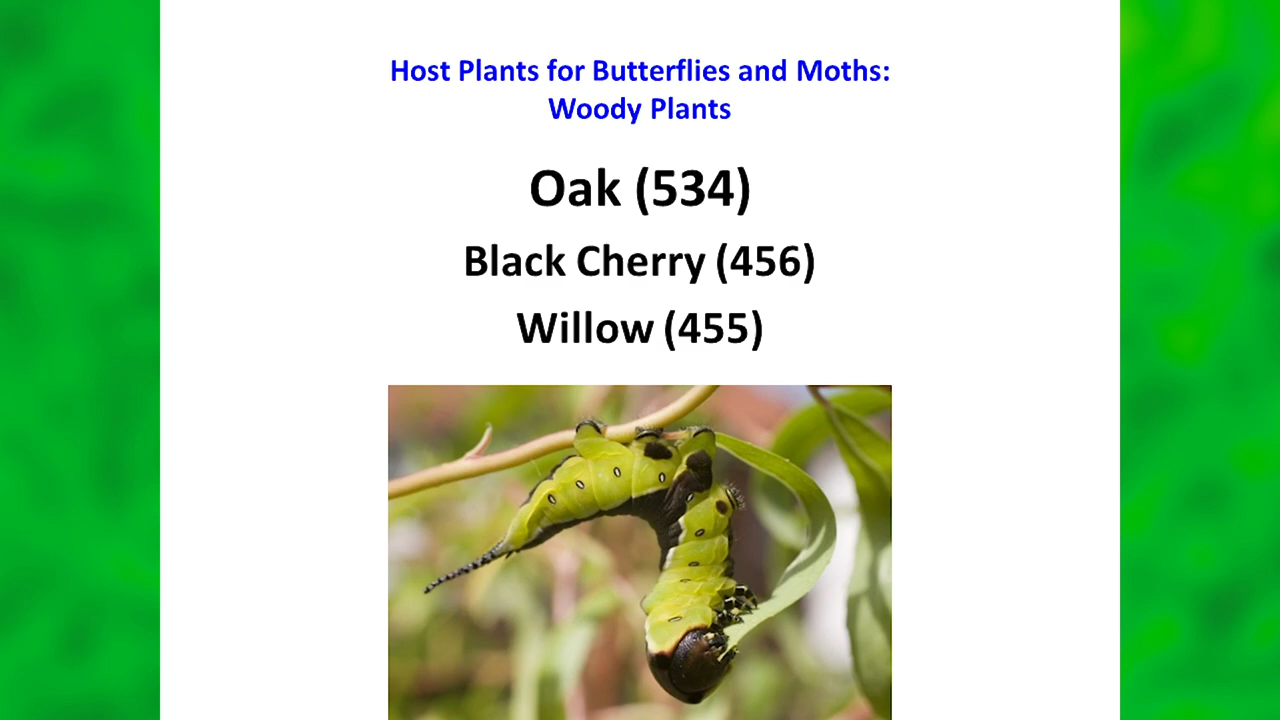 Host Plants for Butterflies and Moths:
Woody Plants
Oak (534)
Black Cherry (456)
Willow (455)